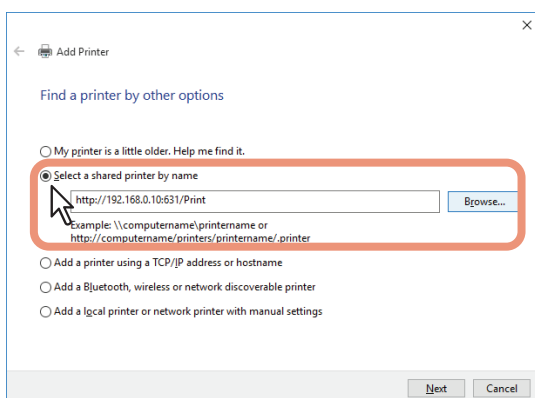 Add Printer
Find a printer by other options
My printer is a little older. Help me find it.
Select a shared printer by name
http://192.168.0.10:631/Print
Browse...
Example: \\computername\printername or
http://computername/printers/printername/.printer
Add a printer using a TCP/IP address or hostname
Add a Bluetooth, wireless or network discoverable printer
Add a local printer or network printer with manual settings
Next Cancel